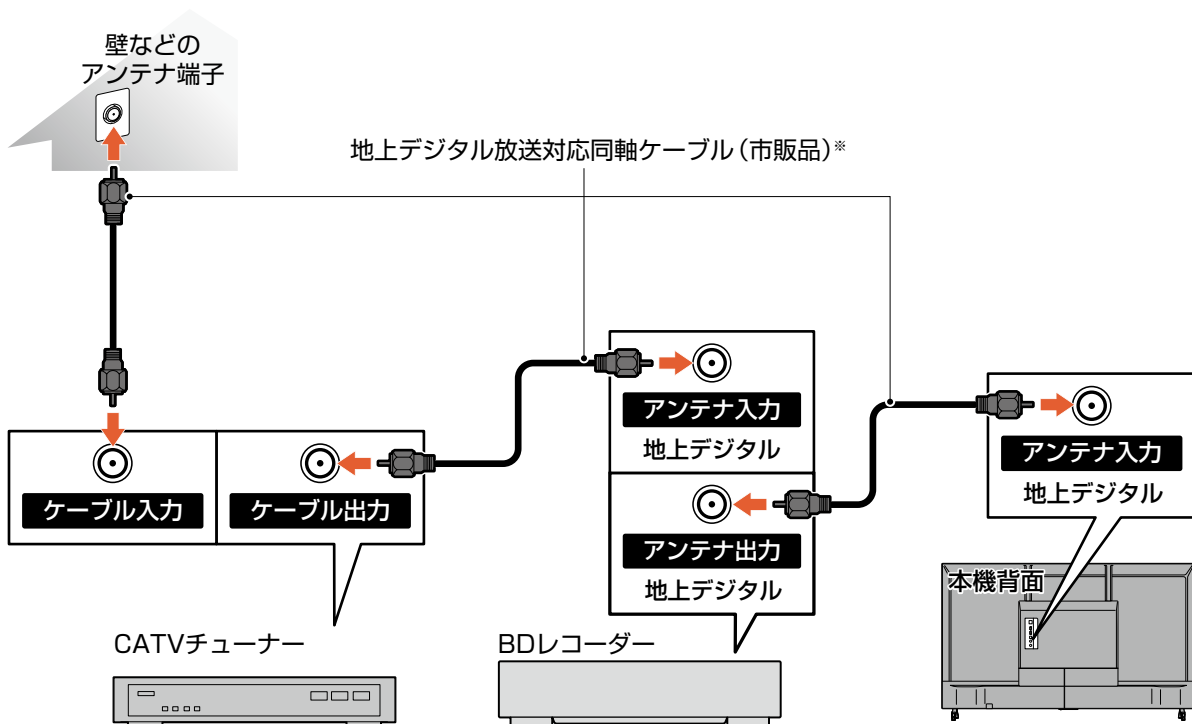 壁などの
アンテナ端子
地上デジタル放送対応同軸ケーブル（市販品）※
アンテナ入力
地上デジタル
アンテナ入力
地上デジタル
ケーブル入力
ケーブル出力
アンテナ出力
地上デジタル
本機背面
CATVチューナー
BDレコーダー